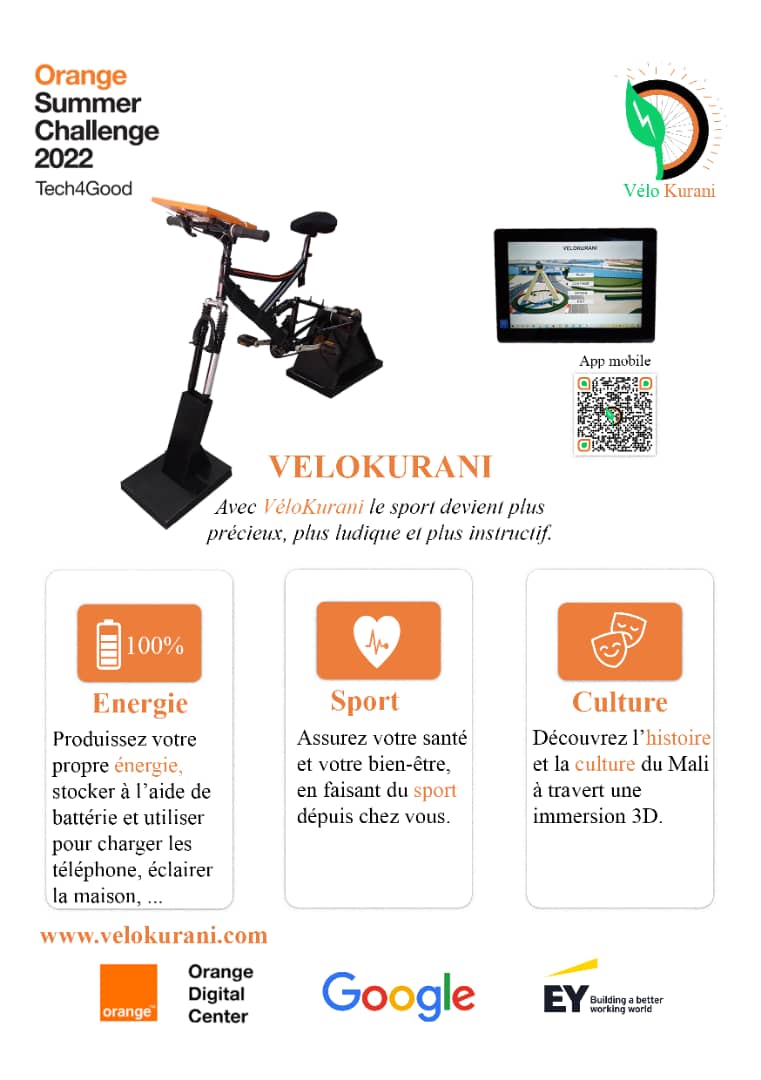 Orange
Summer
Challenge
2022
Tech4Good
Vélo Kurani
VELOKURANI
App mobile
VELOKURANI
Avec VéloKurani le sport devient plus
précieux, plus ludique et plus instructif.
100%
Energie
Produissez votre
propre énergie,
stocker à l'aide de
battérie et utiliser
pour charger les
téléphone, éclairer
la maison, ...
Sport
Assurez votre santé
et votre bien-être,
en faisant du sport
dépuis chez vous.
Culture
Découvrez l'histoire
et la culture du Mali
à travert une
immersion 3D.
www.velokurani.com
orange™
Orange
Digital
Center
Google
EY
Building a better
working world